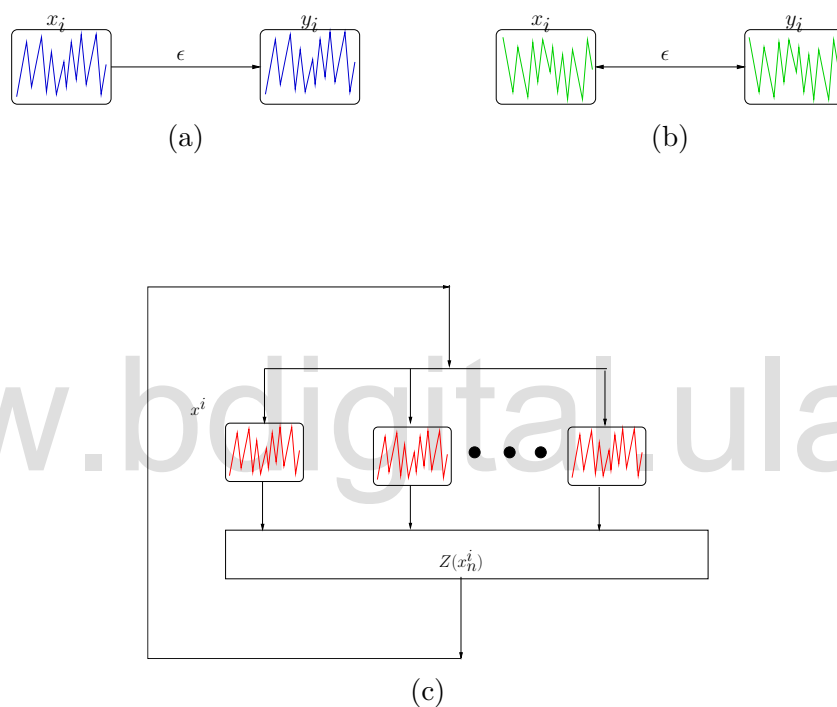 x_i y_i x_i y_i
ϵ ϵ
(a) (b)
x^i
w.bdigital.ula
Z(x_n^i)
(c)